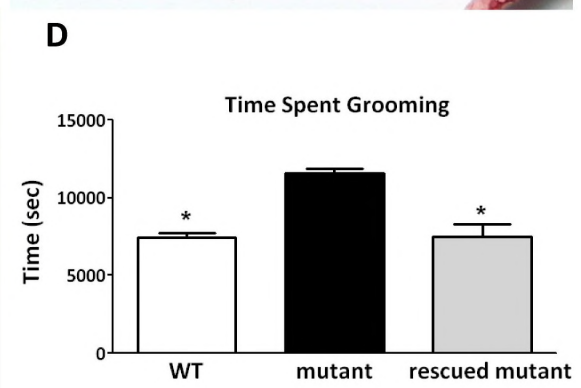 D
Time Spent Grooming
15000
10000
5000
0
Time (sec)
*
*
WT mutant rescued mutant